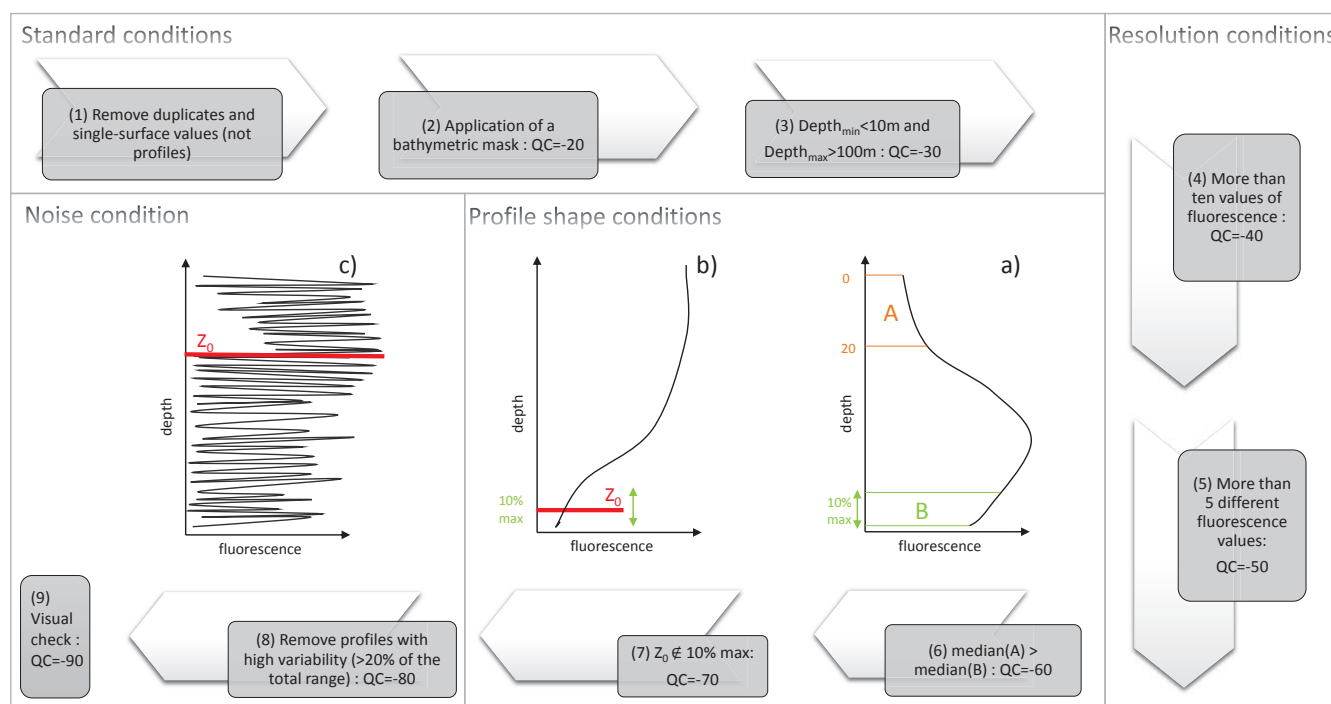 Standard conditions
(1) Remove duplicates and
single-surface values (not
profiles)
(2) Application of a
bathymetric mask : QC=-20
(3) Depthmin<10m and
Depthmax>100m : QC=-30
Resolution conditions
(4) More than
ten values of
fluorescence :
QC=-40
(5) More than
5 different
fluorescence
values:
QC=-50
Noise condition
c)
Z0
depth
fluorescence
Profile shape conditions
b)
depth
10%
max
Z0
fluorescence
a)
0
A
20
depth
10%
max
B
fluorescence
(6) median(A) >
median(B) : QC=-60
(7) Z0 ∉ 10% max:
QC=-70
(8) Remove profiles with
high variability (>20% of the
total range) : QC=-80
(9)
Visual
check :
QC=-90